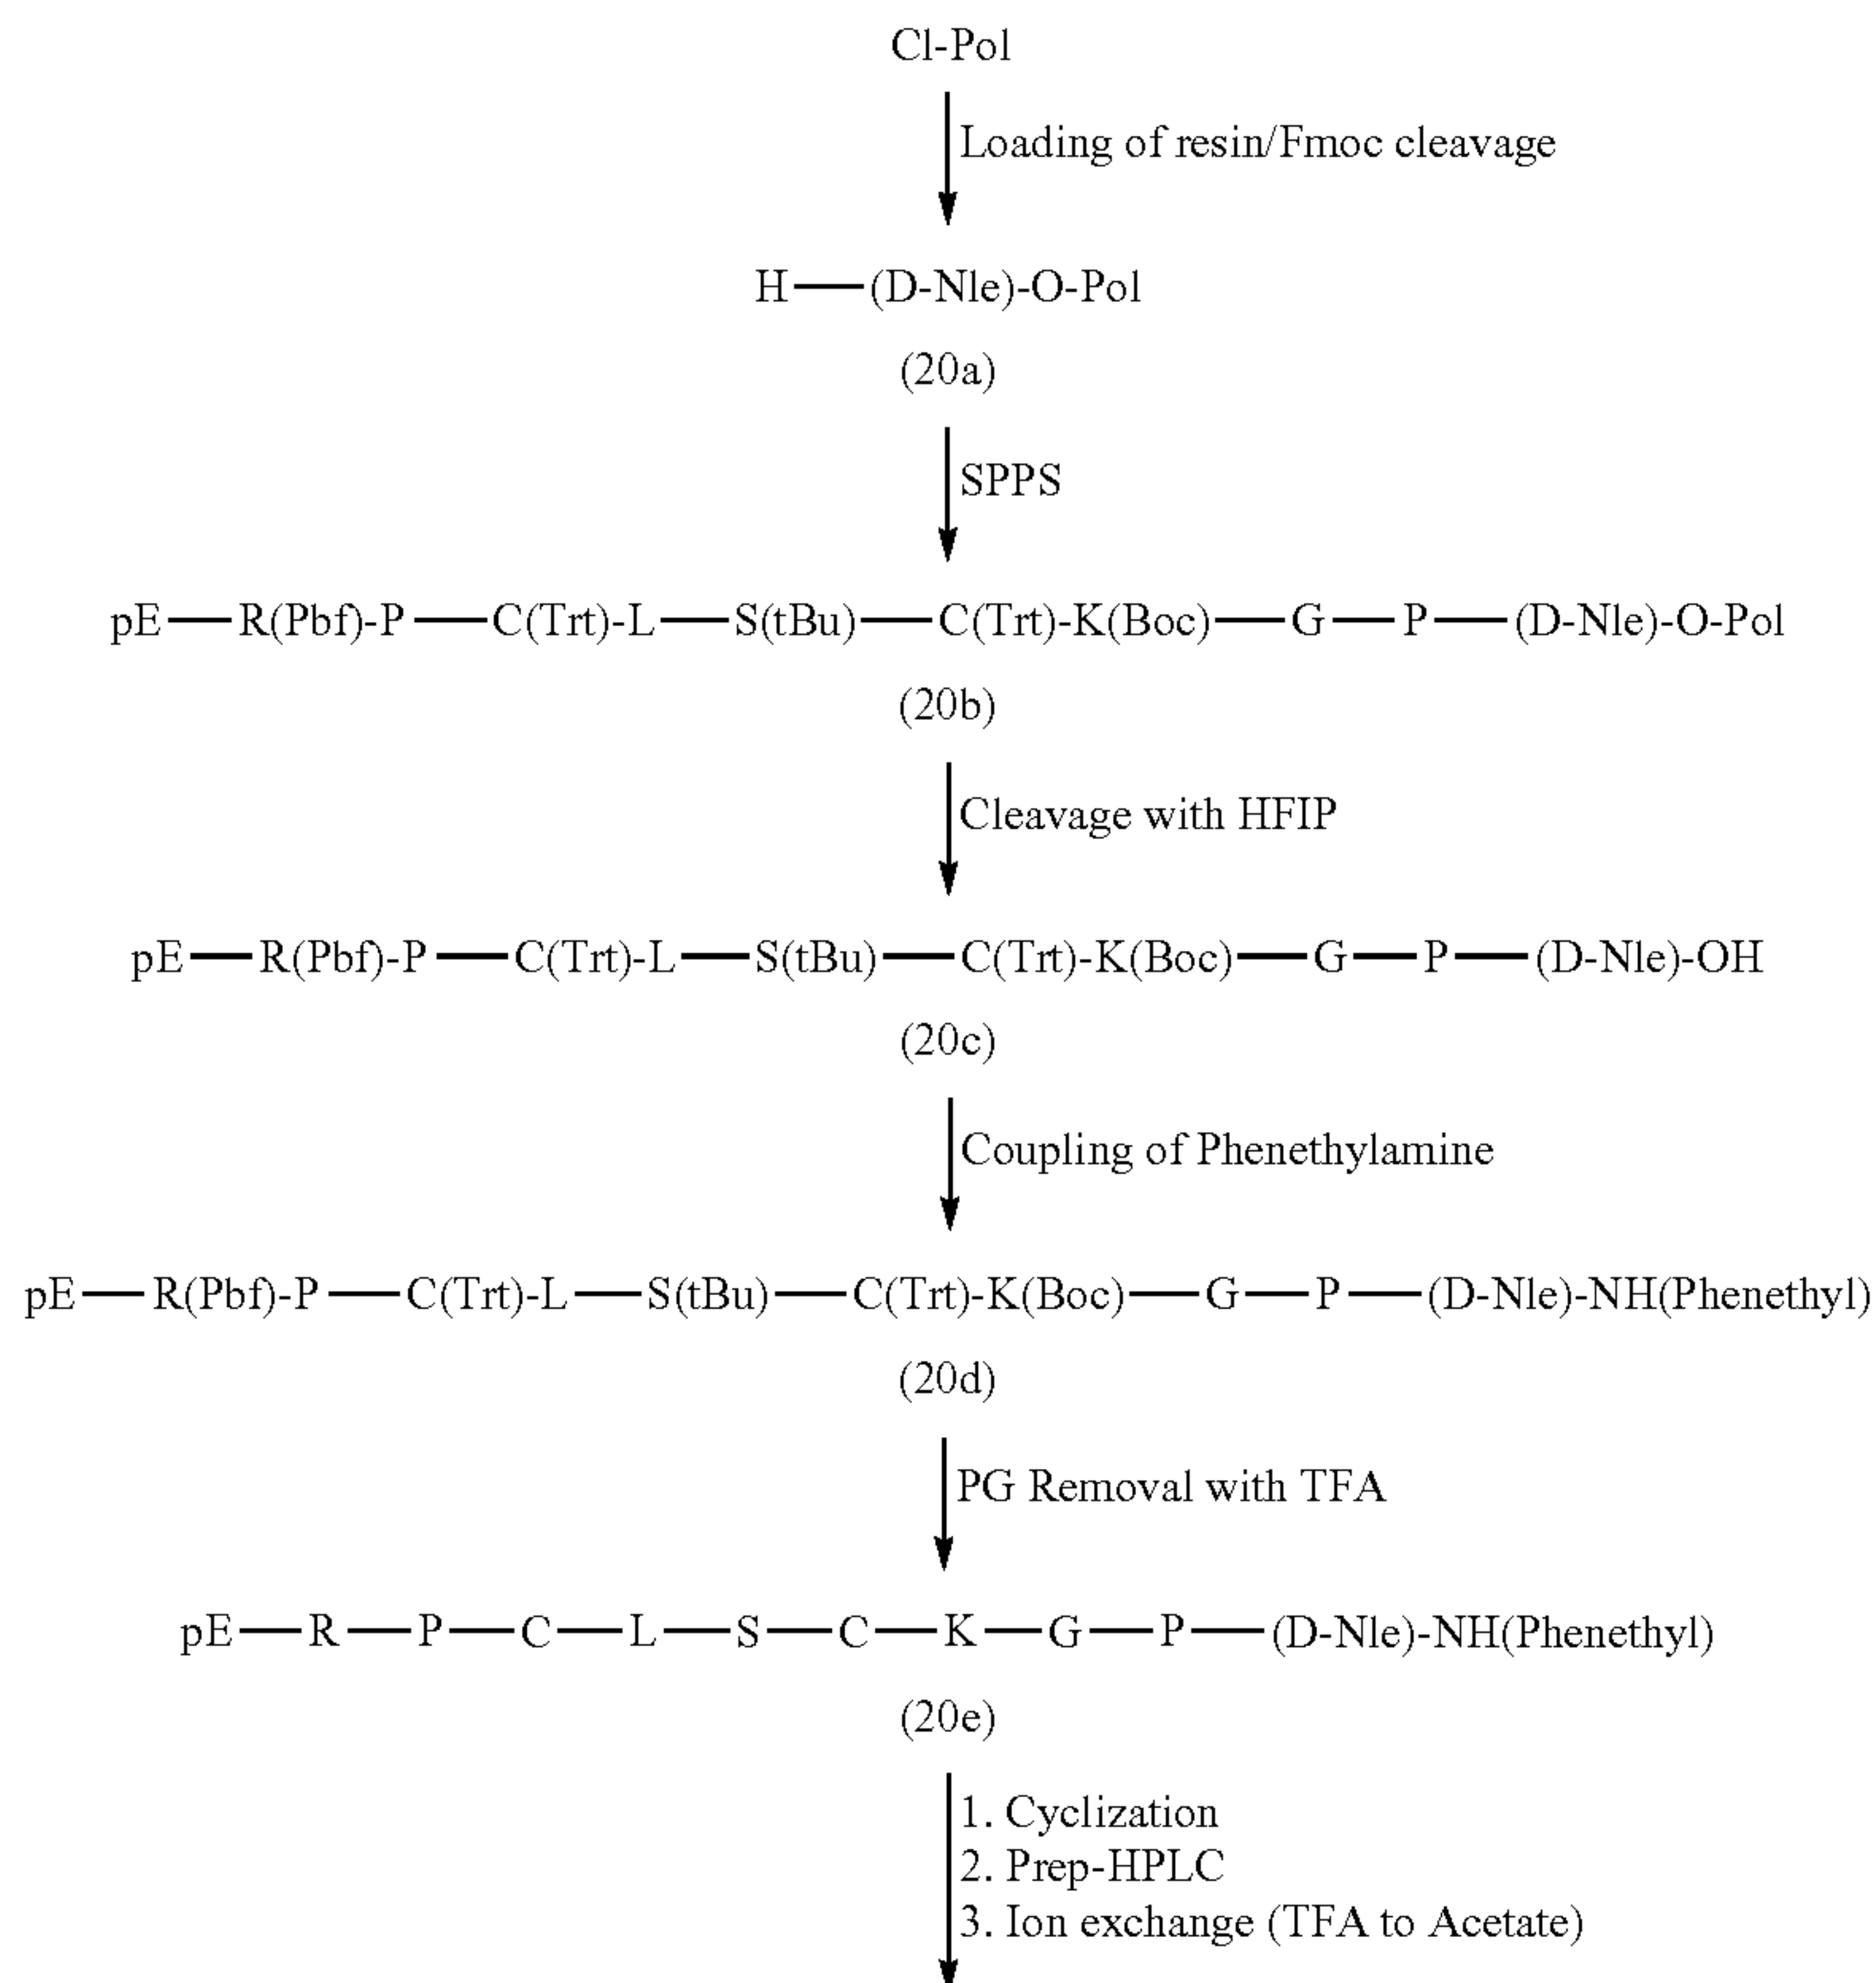 Cl-Pol
Loading of resin/Fmoc cleavage
H—(D-Nle)-O-Pol
(20a)
SPPS
pE—R(Pbf)-P—C(Trt)-L—S(tBu)—C(Trt)-K(Boc)—G—P—(D-Nle)-O-Pol
(20b)
Cleavage with HFIP
pE—R(Pbf)-P—C(Trt)-L—S(tBu)—C(Trt)-K(Boc)—G—P—(D-Nle)-OH
(20c)
Coupling of Phenethylamine
pE—R(Pbf)-P—C(Trt)-L—S(tBu)—C(Trt)-K(Boc)—G—P—(D-Nle)-NH(Phenethyl)
(20d)
PG Removal with TFA
pE—R—P—C—L—S—C—K—G—P—(D-Nle)-NH(Phenethyl)
(20e)
1. Cyclization
2. Prep-HPLC
3. Ion exchange (TFA to Acetate)